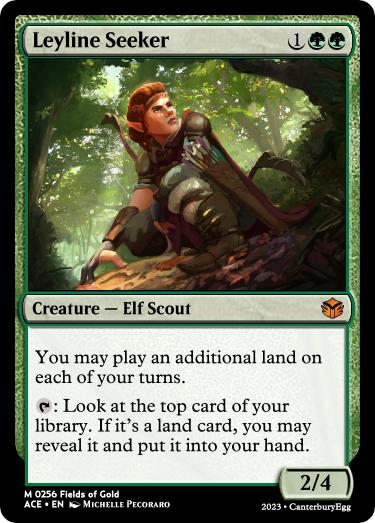 Leyline Seeker 1
Creature — Elf Scout
You may play an additional land on
each of your turns.
: Look at the top card of your
library. If it's a land card, you may
reveal it and put it into your hand.
2/4
M 0256 Fields of Gold
ACE • EN Michelle Pecoraro
2023 • CanterburyEgg